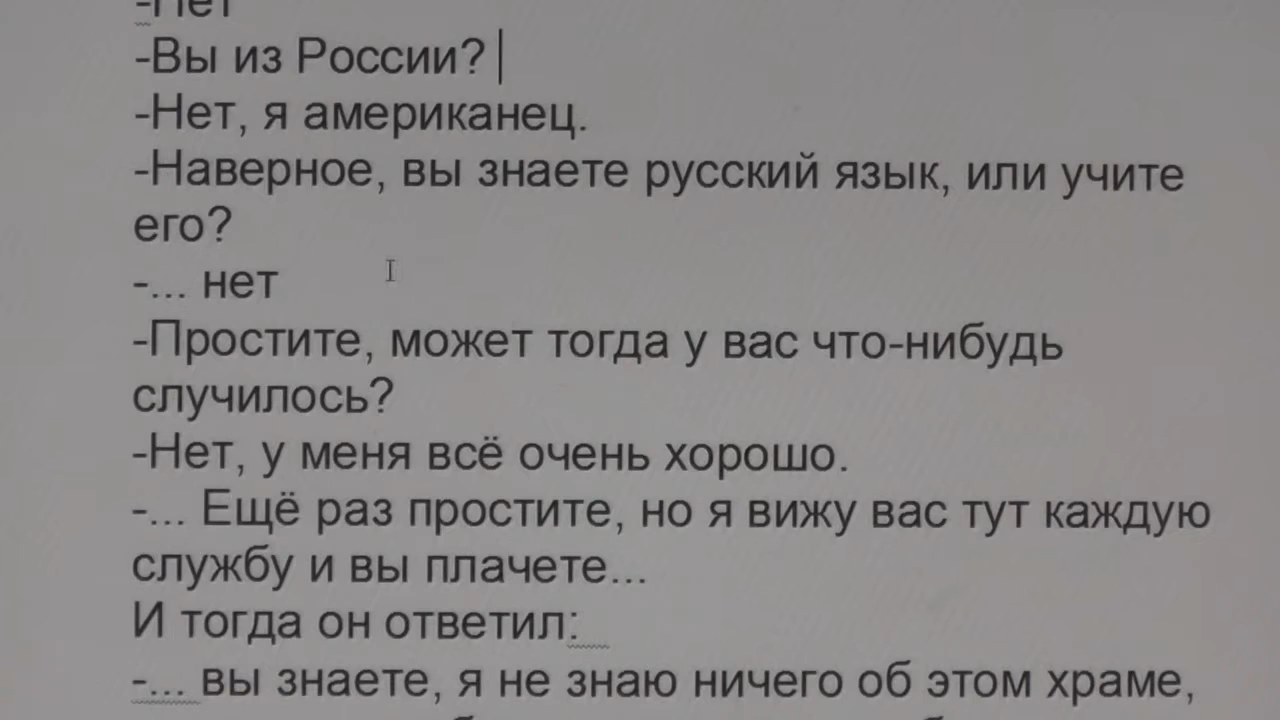 -Нет
-Вы из России?
-Нет, я американец.
-Наверное, вы знаете русский язык, или учите
его?
-... нет
-Простите, может тогда у вас что-нибудь
случилось?
-Нет, у меня всё очень хорошо.
-... Ещё раз простите, но я вижу вас тут каждую
службу и вы плачете...
И тогда он ответил:
-... вы знаете, я не знаю ничего об этом храме,